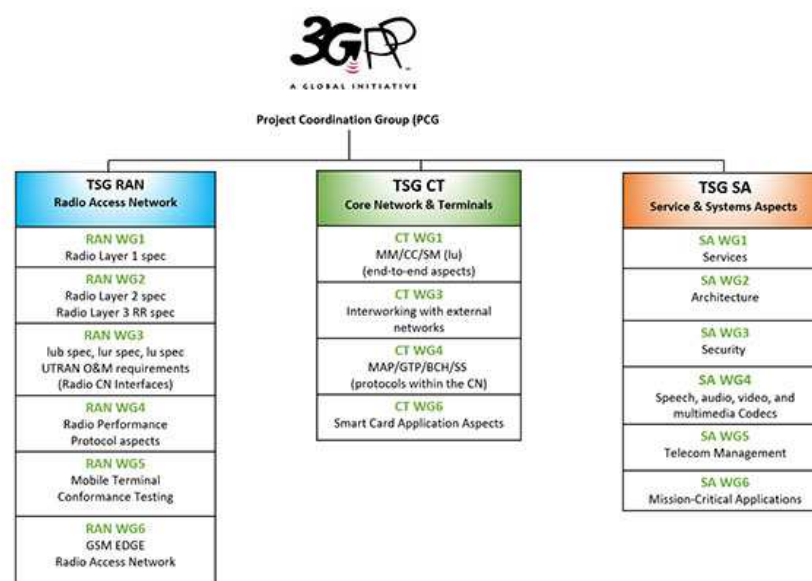 3GPP™
A GLOBAL INITIATIVE
Project Coordination Group (PCG
TSG RAN
Radio Access Network
RAN WG1
Radio Layer 1 spec
RAN WG2
Radio Layer 2 spec
Radio Layer 3 RR spec
RAN WG3
lub spec, lur spec, lu spec
UTRAN O&M requirements
(Radio CN Interfaces)
RAN WG4
Radio Performance
Protocol aspects
RAN WG5
Mobile Terminal
Conformance Testing
RAN WG6
GSM EDGE
Radio Access Network
TSG CT
Core Network & Terminals
CT WG1
MM/CC/SM (lu)
(end-to-end aspects)
CT WG3
Interworking with external
networks
CT WG4
MAP/GTP/BCH/SS
(protocols within the CN)
CT WG6
Smart Card Application Aspects
TSG SA
Service & Systems Aspects
SA WG1
Services
SA WG2
Architecture
SA WG3
Security
SA WG4
Speech, audio, video, and
multimedia Codecs
SA WG5
Telecom Management
SA WG6
Mission-Critical Applications